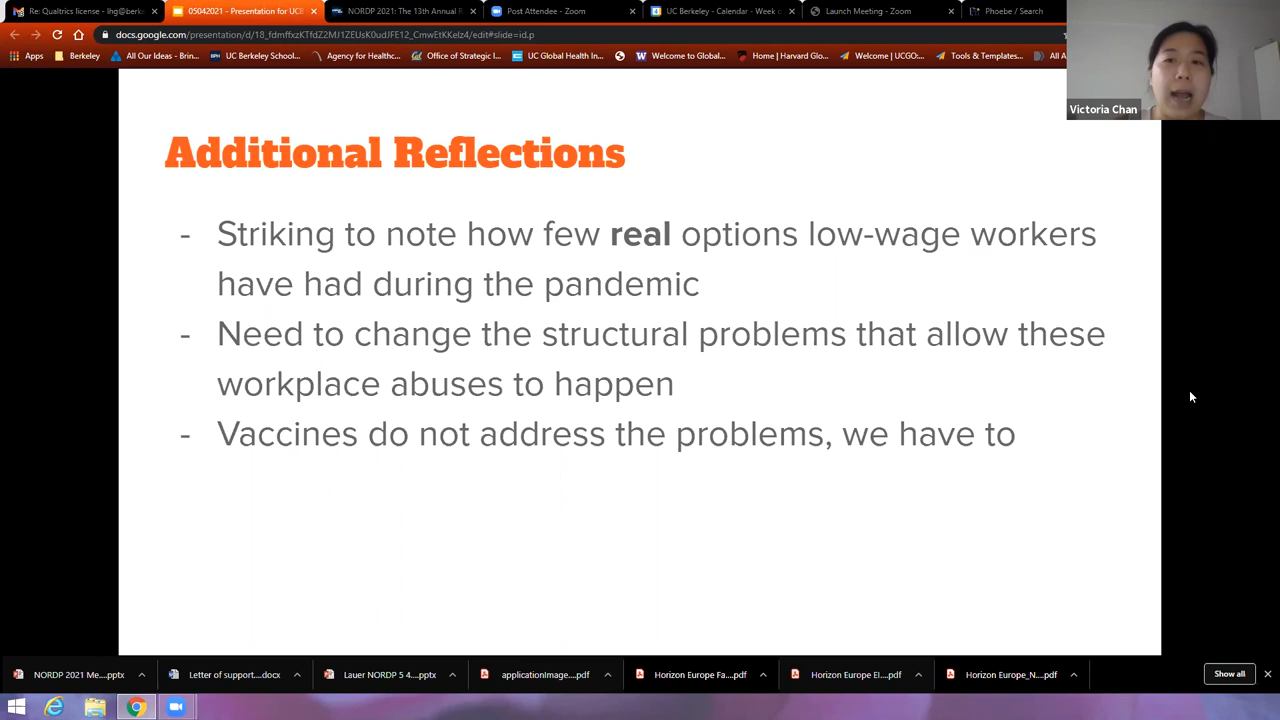 Re: Qualtrics license - lhg@berk
05042021 - Presentation for UCB
NORDP 2021: The 13th Annual R
Post Attendee - Zoom
UC Berkeley - Calendar - Week o
Launch Meeting - Zoom
Phoebe / Search
docs.google.com/presentation/d/18_fdmffxzKTfdZ2MJ1ZEUsK0udJFE12_CmwEtKKelz4/edit#slide=id.p
Apps
Berkeley
All Our Ideas - Brin...
UC Berkeley School...
Agency for Healthc...
Office of Strategic I...
UC Global Health In...
Welcome to Global...
Home | Harvard Glo...
Welcome | UCGO...
Tools & Templates...
All
Victoria Chan
Additional Reflections
- Striking to note how few real options low-wage workers
have had during the pandemic
- Need to change the structural problems that allow these
workplace abuses to happen
- Vaccines do not address the problems, we have to
NORDP 2021 Me....pptx
Letter of support....docx
Lauer NORDP 5 4....pptx
applicationImage....pdf
Horizon Europe Fa....pdf
Horizon Europe EI....pdf
Horizon Europe_N....pdf
Show all